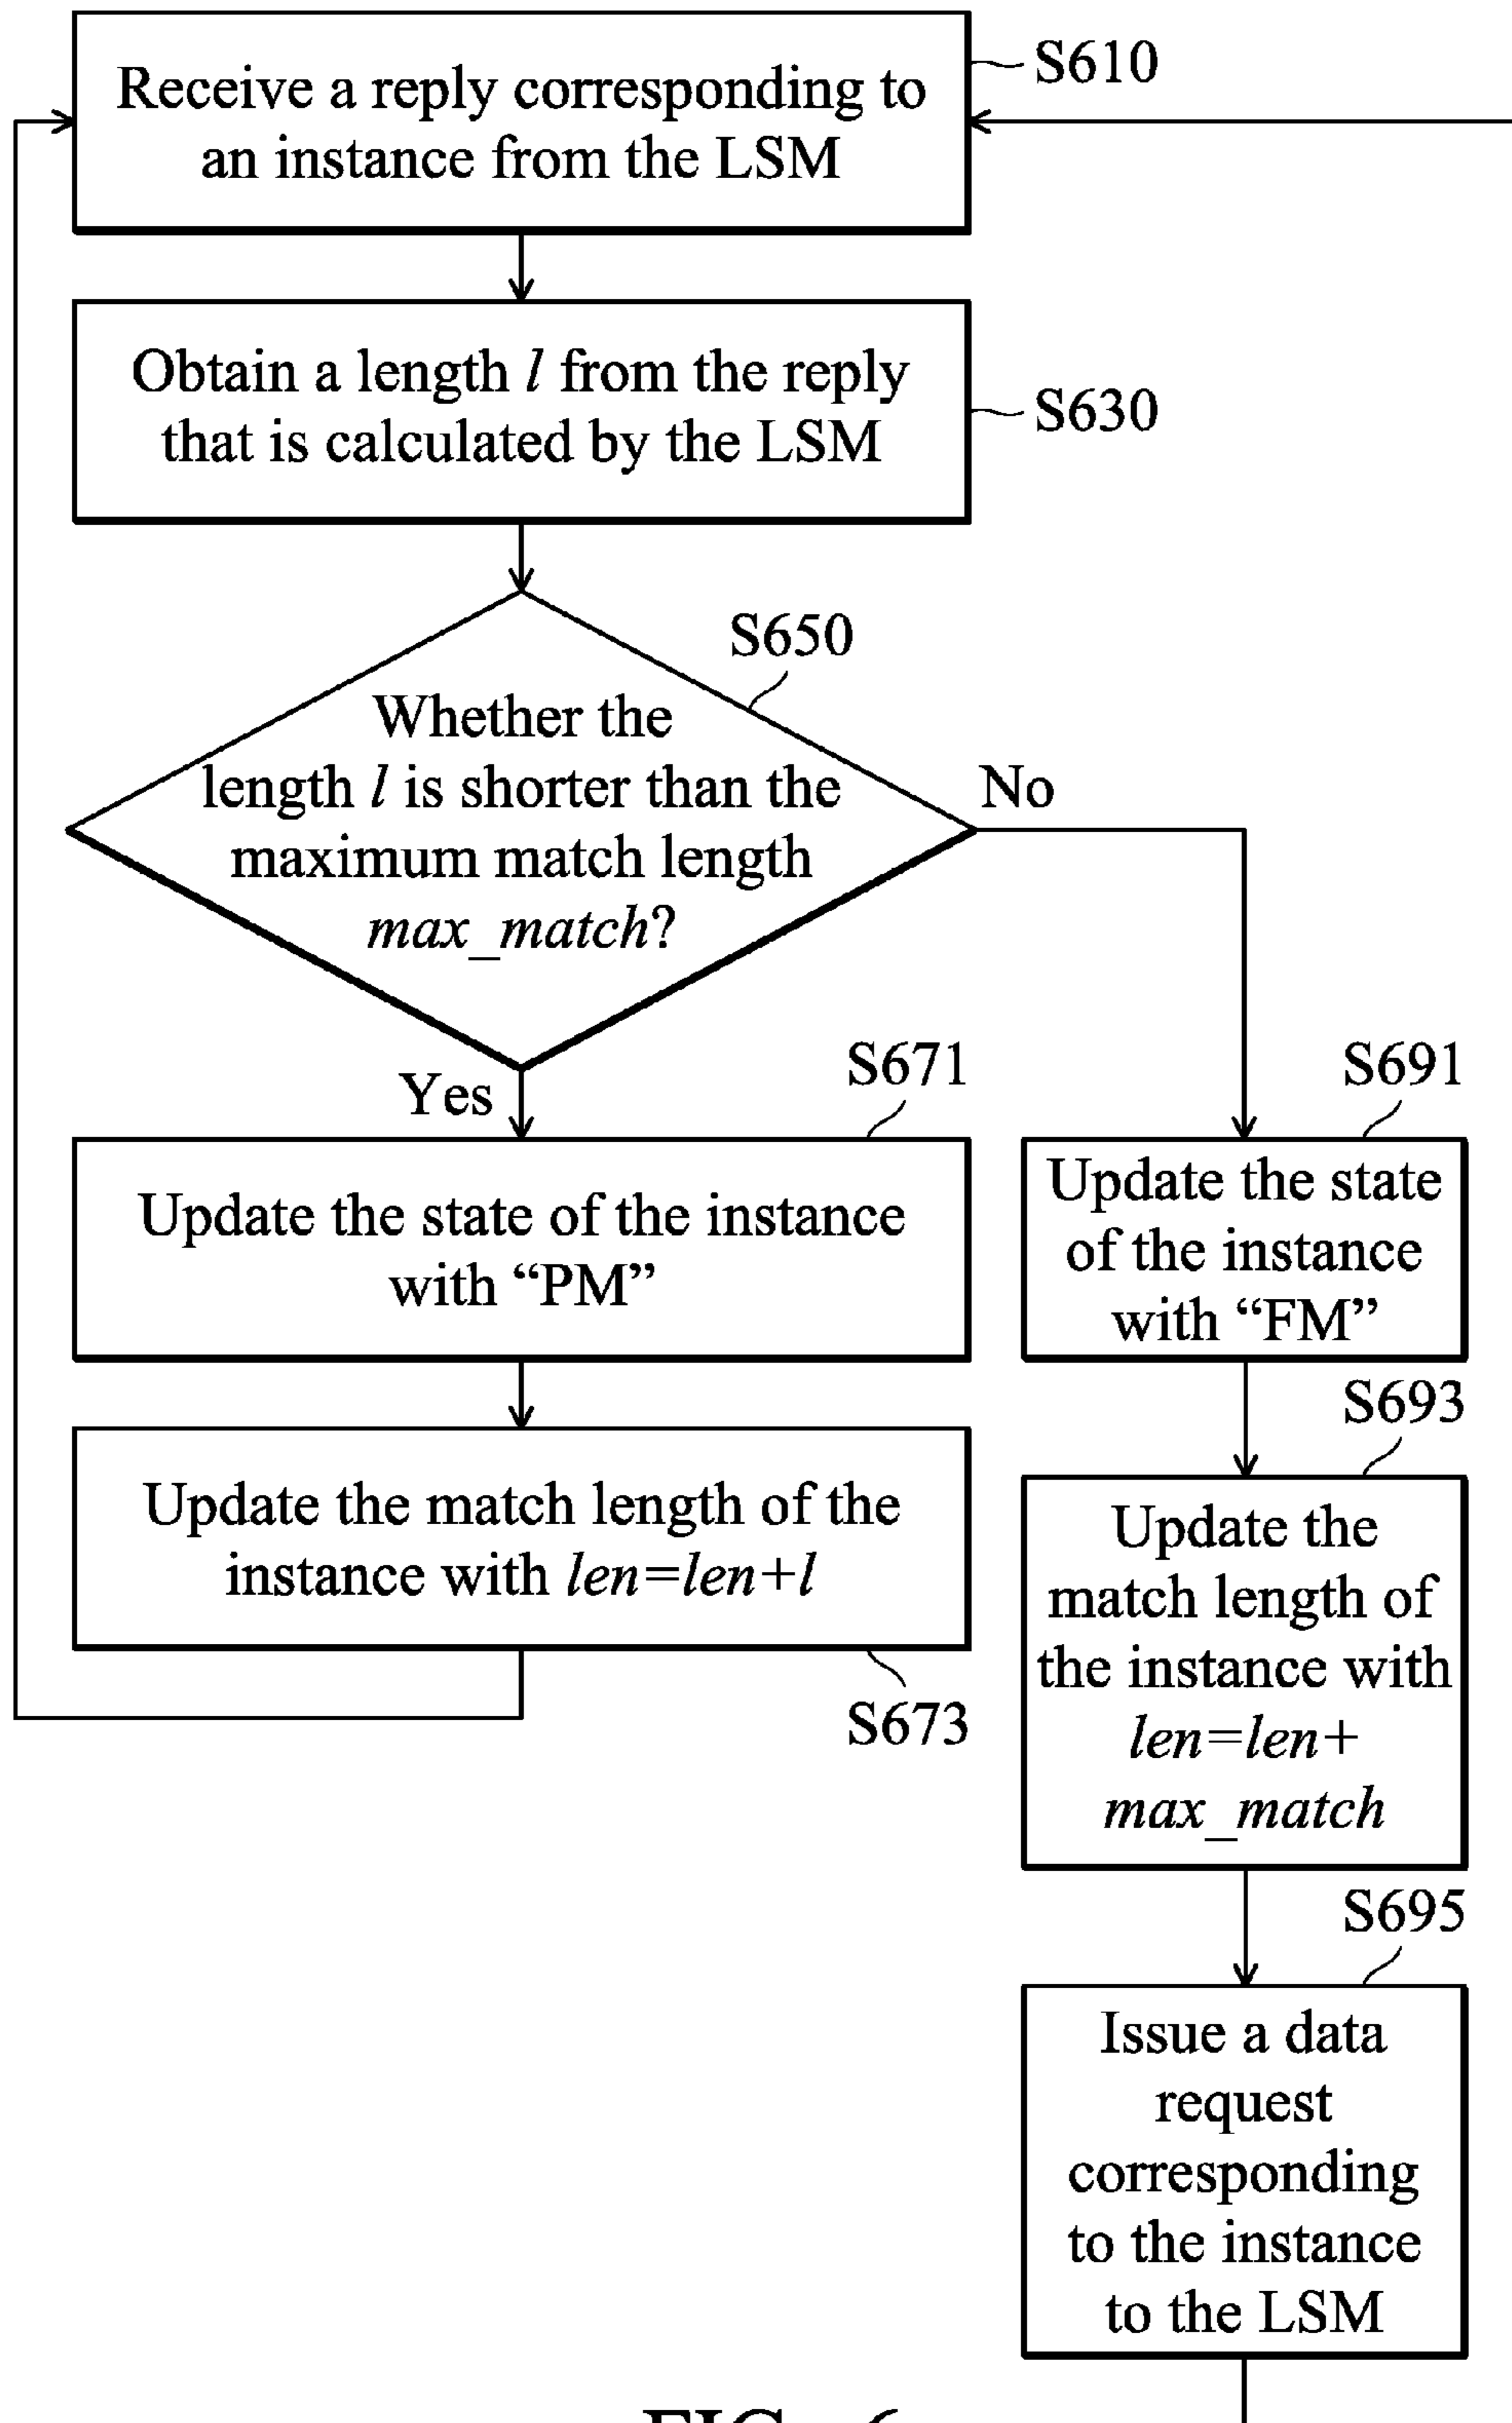 Receive a reply corresponding to
an instance from the LSM
S610
Obtain a length l from the reply
that is calculated by the LSM
S630
S650
Whether the
length l is shorter than the
maximum match length
max_match?
No
Yes
S671
Update the state of the instance
with “PM”
Update the match length of the
instance with len=len+l
S673
S691
Update the state
of the instance
with “FM”
S693
Update the
match length of
the instance with
len=len+
max_match
S695
Issue a data
request
corresponding
to the instance
to the LSM